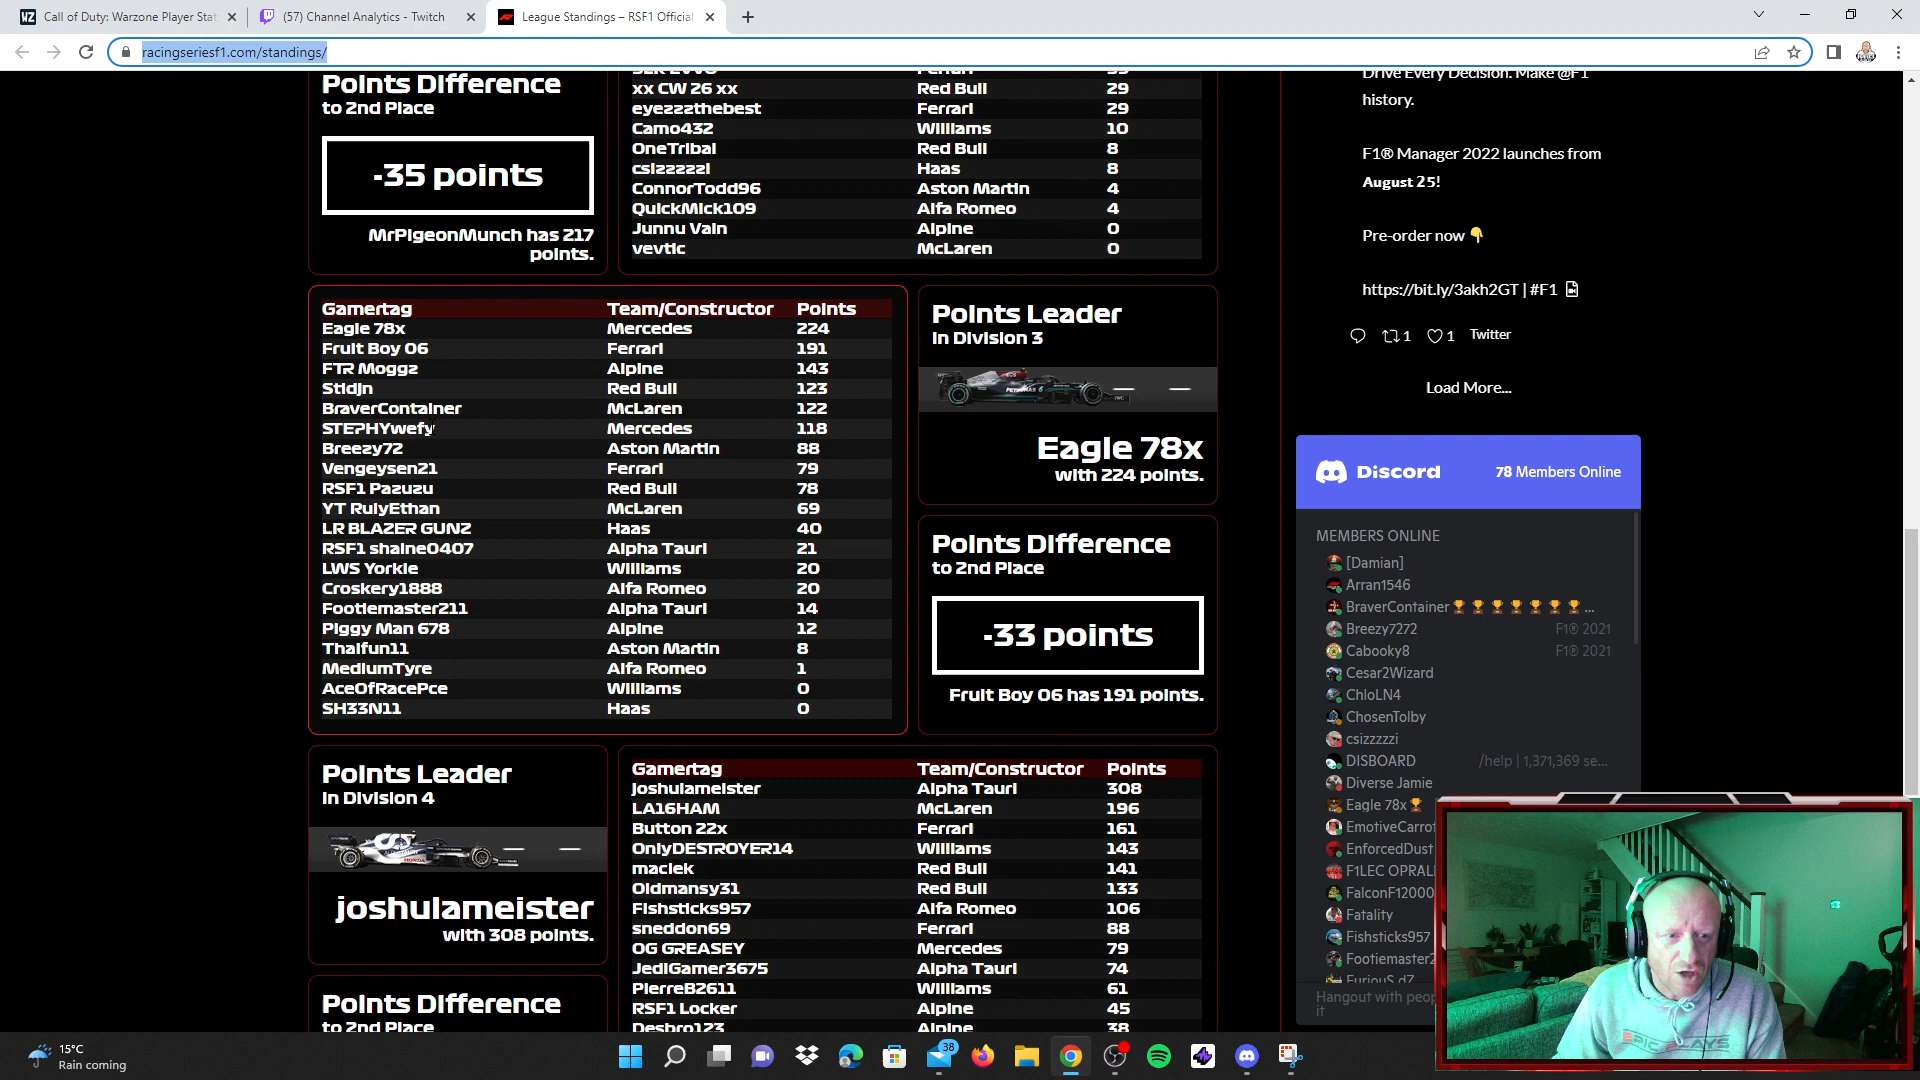 Call of Duty: Warzone Player Stat
(57) Channel Analytics - Twitch
League Standings – RSF1 Official
racingseriesf1.com/standings/
Points Difference
to 2nd Place
-35 points
MrPigeonMunch has 217
points.
xx CW 26 xx Red Bull 29
eyezzzthebest Ferrari 29
Camo432 Williams 10
OneTribal Red Bull 8
csizzzzzi Haas 8
ConnorTodd96 Aston Martin 4
QuickMick109 Alfa Romeo 4
Junnu Vain Alpine 0
vevtic McLaren 0
Gamertag Team/Constructor Points
Eagle 78x Mercedes 224
Fruit Boy 06 Ferrari 191
FTR Moggz Alpine 143
Stidjn Red Bull 123
BraverContainer McLaren 122
STEPHYwefy Mercedes 118
Breezy72 Aston Martin 88
Vengeysen21 Ferrari 79
RSF1 Pazuzu Red Bull 78
YT RulyEthan McLaren 69
LR BLAZER GUNZ Haas 40
RSF1 shaine0407 Alpha Tauri 21
LWS Yorkie Williams 20
Croskery1888 Alfa Romeo 20
Footiemaster211 Alpha Tauri 14
Piggy Man 678 Alpine 12
Thaifun11 Aston Martin 8
MediumTyre Alfa Romeo 1
AceOfRacePce Williams 0
SH33N11 Haas 0
Points Leader
in Division 3
Eagle 78x
with 224 points.
Points Difference
to 2nd Place
-33 points
Fruit Boy 06 has 191 points.
Points Leader
in Division 4
joshulameister
with 308 points.
Points Difference
to 2nd Place
Gamertag Team/Constructor Points
joshulameister Alpha Tauri 308
LA16HAM McLaren 196
Button 22x Ferrari 161
OnlyDESTROYER14 Williams 143
maciek Red Bull 141
Oldmansy31 Red Bull 133
Fishsticks957 Alfa Romeo 106
sneddon69 Ferrari 88
OG GREASEY Mercedes 79
JediGamer3675 Alpha Tauri 74
PierreB2611 Williams 61
RSF1 Locker Alpine 45
Desbro123 Alpine 38
Drive Every Decision. Make @F1
history.
F1® Manager 2022 launches from
August 25!
Pre-order now 👇
https://bit.ly/3akh2GT | #F1
1 1 Twitter
Load More...
Discord 78 Members Online
MEMBERS ONLINE
[Damian]
Arran1546
BraverContainer🏆🏆🏆🏆🏆🏆🏆...
Breezy7272 F1® 2021
Cabooky8 F1® 2021
Cesar2Wizard
ChloLN4
ChosenTolby
csizzzzzi
DISBOARD /help | 1,371,369 se...
Diverse Jamie
Eagle 78x🏆
EmotiveCarrot
EnforcedDust
F1LEC OPRAL
FalconF12000
Fatality
Fishsticks957
Footiemaster2
FuriouS dZ
Hangout with peop
it
15°C
Rain coming
38